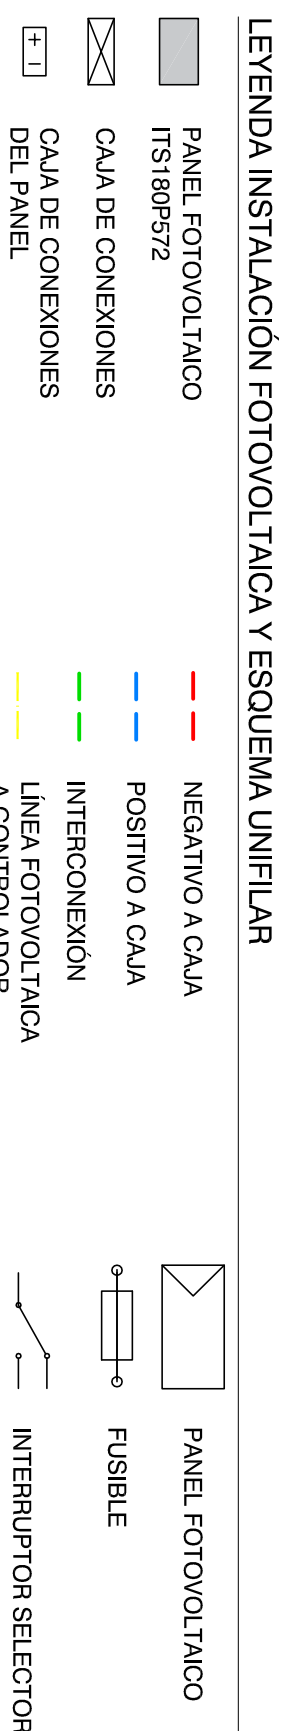 LEYENDA INSTALACIÓN FOTOVOLTAICA Y ESQUEMA UNIFILAR
PANEL FOTOVOLTAICO
ITS180P572
CAJA DE CONEXIONES
+ -
CAJA DE CONEXIONES
DEL PANEL
NEGATIVO A CAJA
POSITIVO A CAJA
INTERCONEXIÓN
LÍNEA FOTOVOLTAICA
A CONTROLADOR
PANEL FOTOVOLTAICO
FUSIBLE
INTERRUPTOR SELECTOR